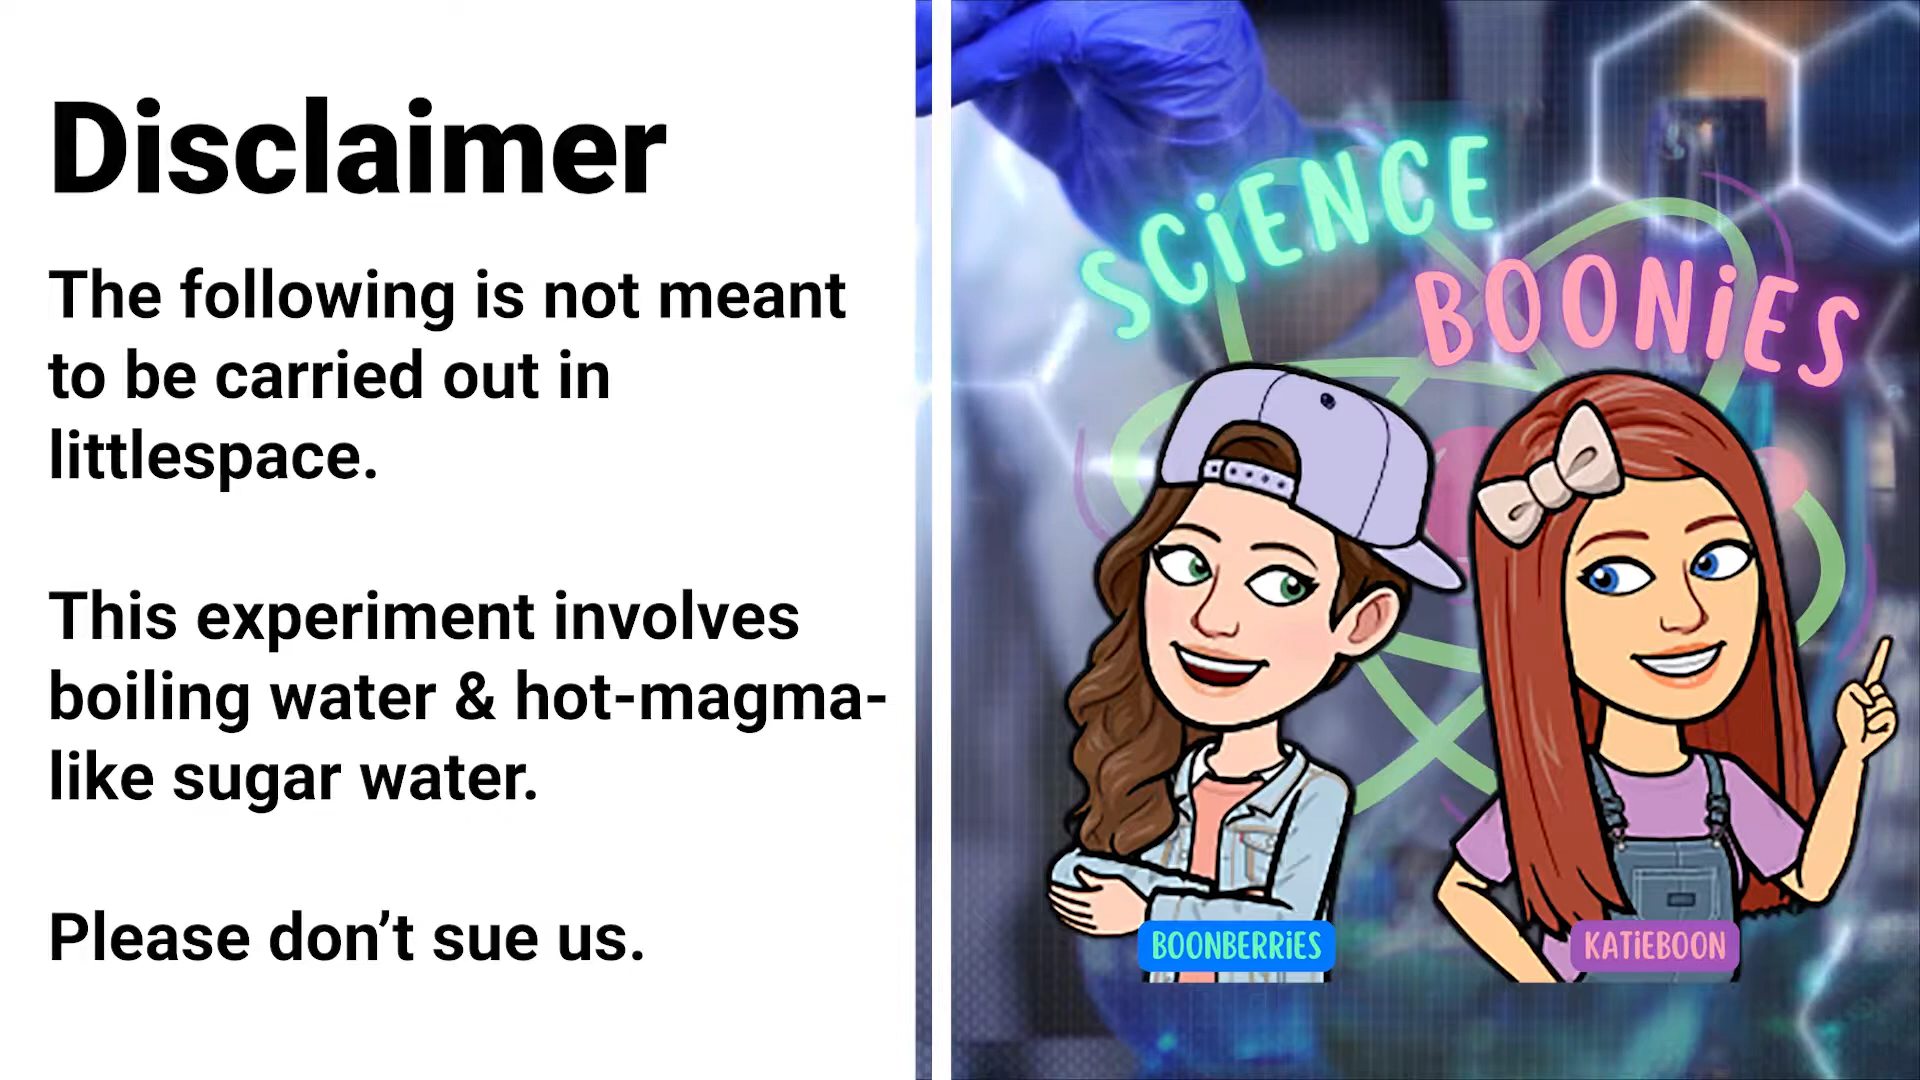 Disclaimer
The following is not meant
to be carried out in
littlespace.
This experiment involves
boiling water & hot-magma-
like sugar water.
Please don’t sue us.
SCiENCE
BOONiES
BOONBERRiES
KATiEBOON